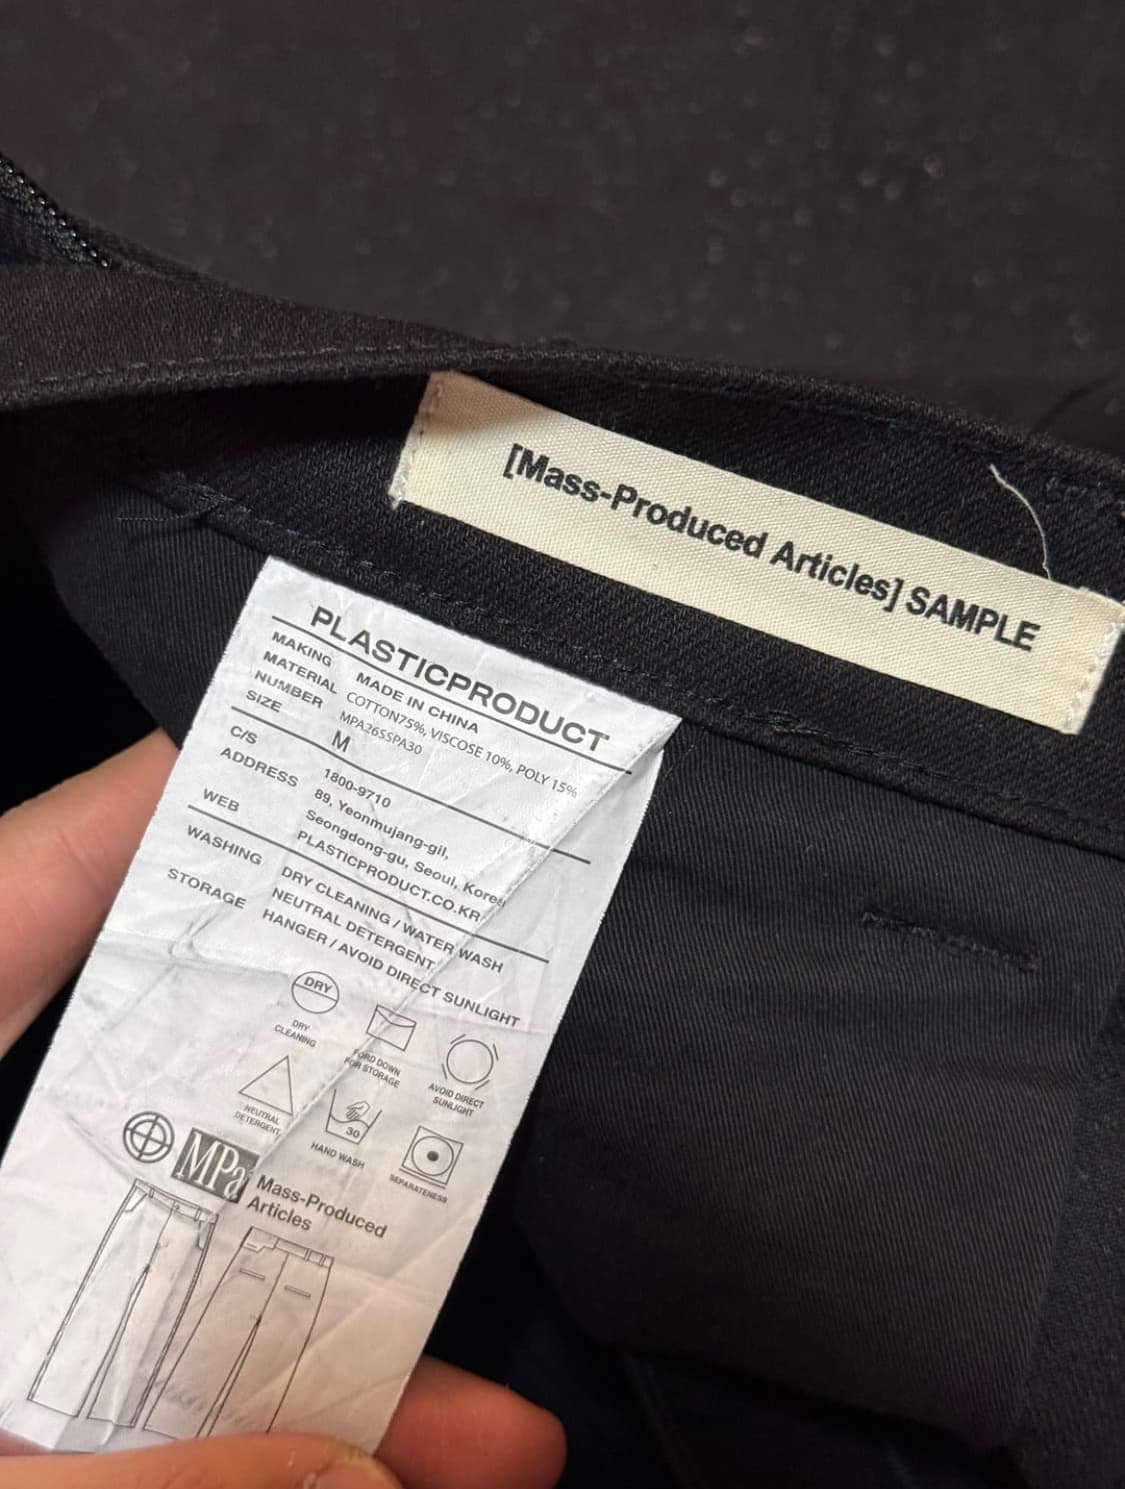 [Mass-Produced Articles] SAMPLE
PLASTICPRODUCT
MAKING MADE IN CHINA
MATERIAL COTTON75%, VISCOSE 10%, POLY 15%
NUMBER MPA26SSPA30
SIZE M
C/S 1800-9710
ADDRESS 89, Yeonmujang-gil,
Seongdong-gu, Seoul, Korea
WEB PLASTICPRODUCT.CO.KR
WASHING DRY CLEANING / WATER WASH
NEUTRAL DETERGENT
STORAGE HANGER / AVOID DIRECT SUNLIGHT
DRY
DRY
CLEANING
FORD DOWN
FOR STORAGE
AVOID DIRECT
SUNLIGHT
NEUTRAL
DETERGENT
30
HAND WASH
SEPARATENESS
MPa
Mass-Produced
Articles